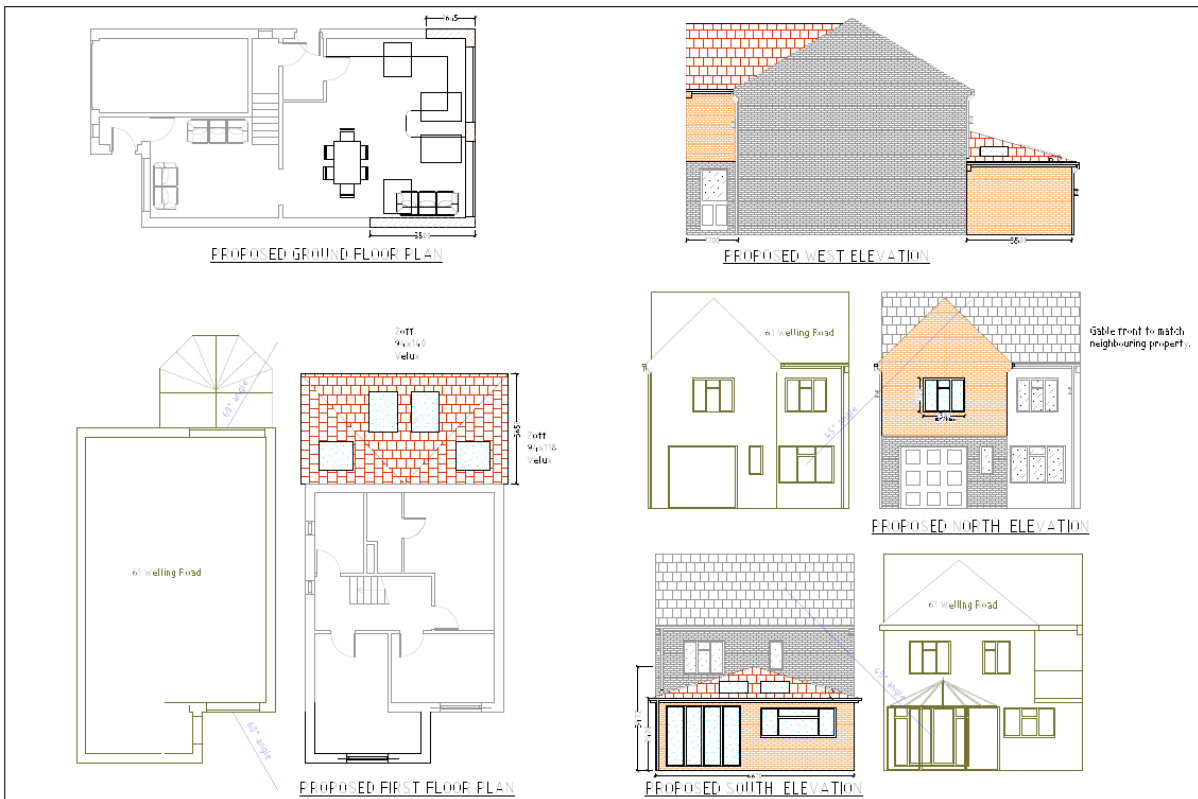 PROPOSED GROUND FLOOR PLAN
PROPOSED WEST ELEVATION
2off
94x140
Velux
2off
94x118
Velux
60° angle
61 Welling Road
60° angle
PROPOSED FIRST FLOOR PLAN
61 Welling Road
45° angle
Gable front to match
neighbouring property.
PROPOSED NORTH ELEVATION
61 Welling Road
45° angle
PROPOSED SOUTH ELEVATION